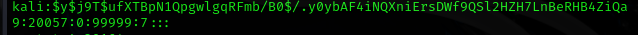 kali:$y$j9T$ufXTBpN1QpgwlgqRFmb/B0$/.y0ybAF4iNQXniErsDWf9QSl2HZH7LnBeRHB4ZiQa
9:20057:0:99999:7:::